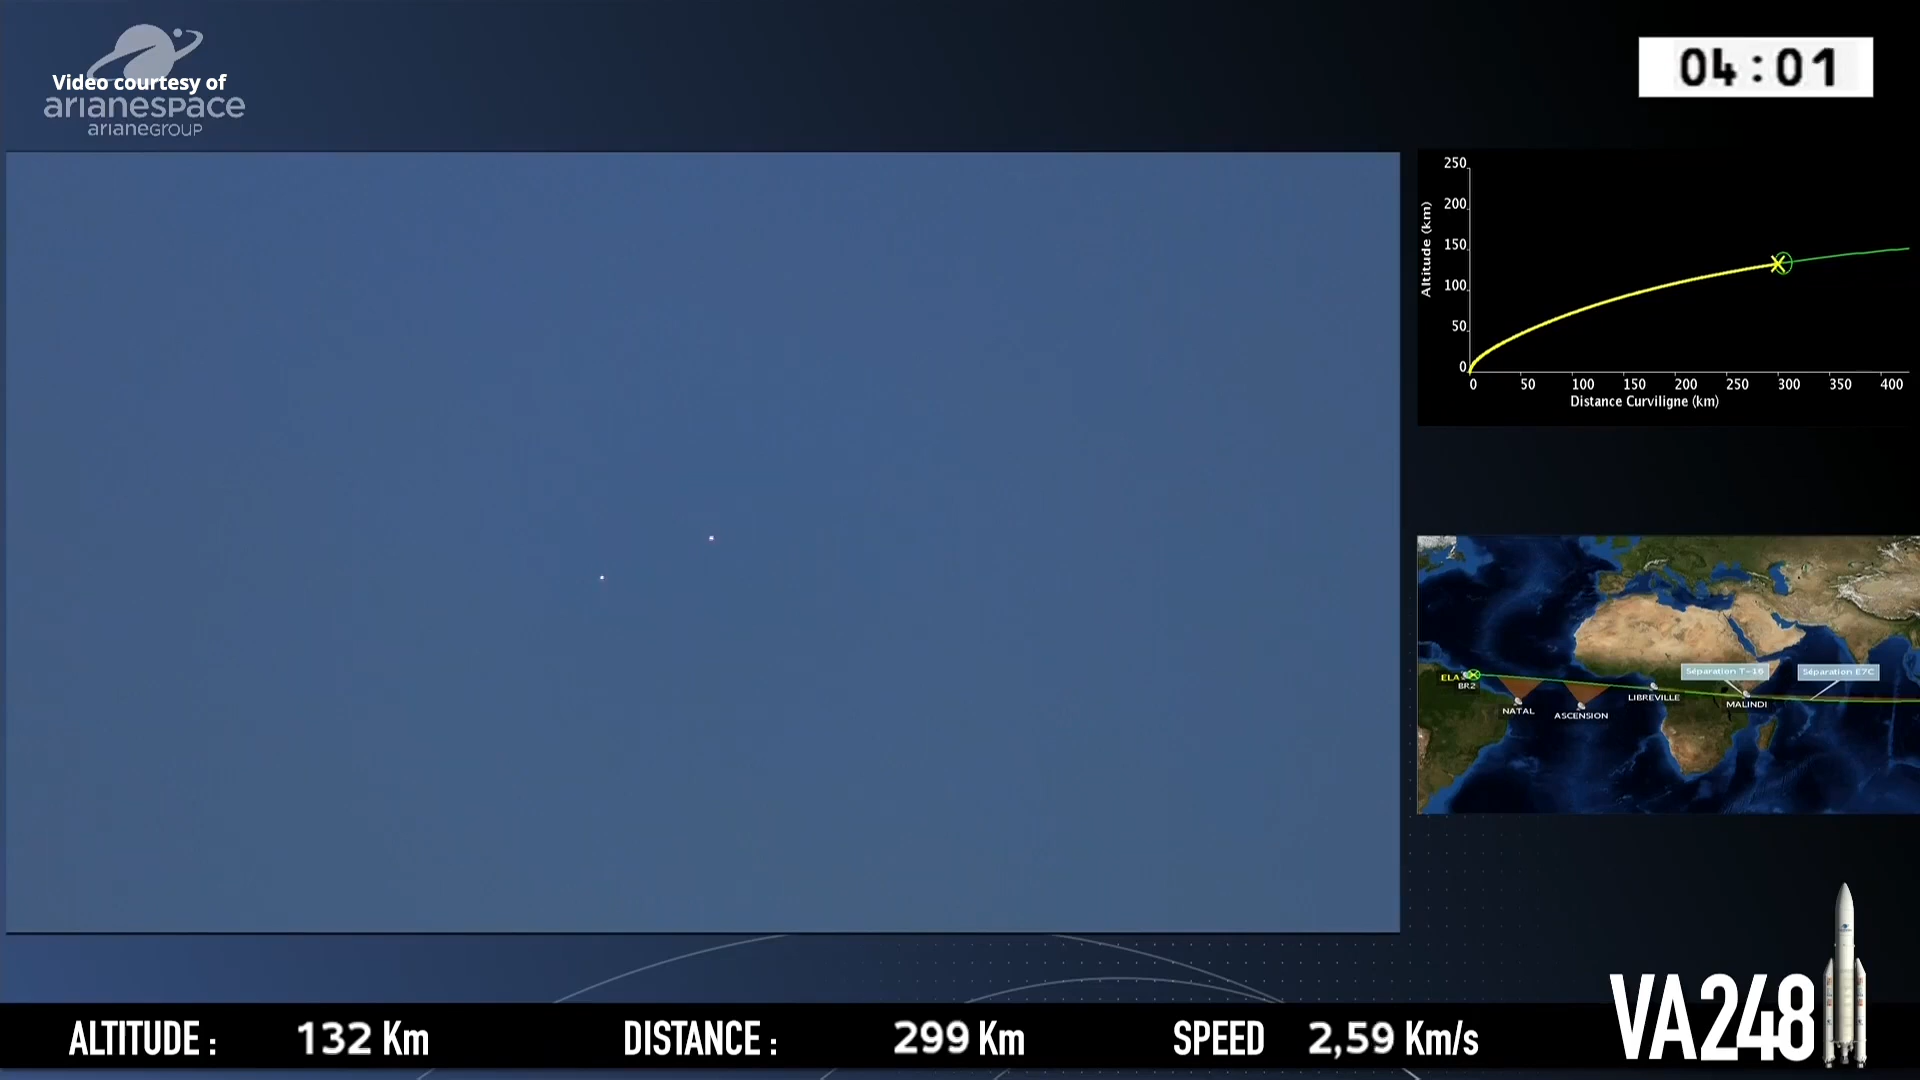 Video courtesy of
arianespace
arianeGROUP
04:01
250
200
150
100
50
0
Altitude (km)
0 50 100 150 200 250 300 350 400
Distance Curviligne (km)
Séparation T-16
Séparation E7C
BR2
LIBREVILLE
NATAL
ASCENSION
MALINDI
VA248
ALTITUDE : 132 Km DISTANCE : 299 Km SPEED 2,59 Km/s